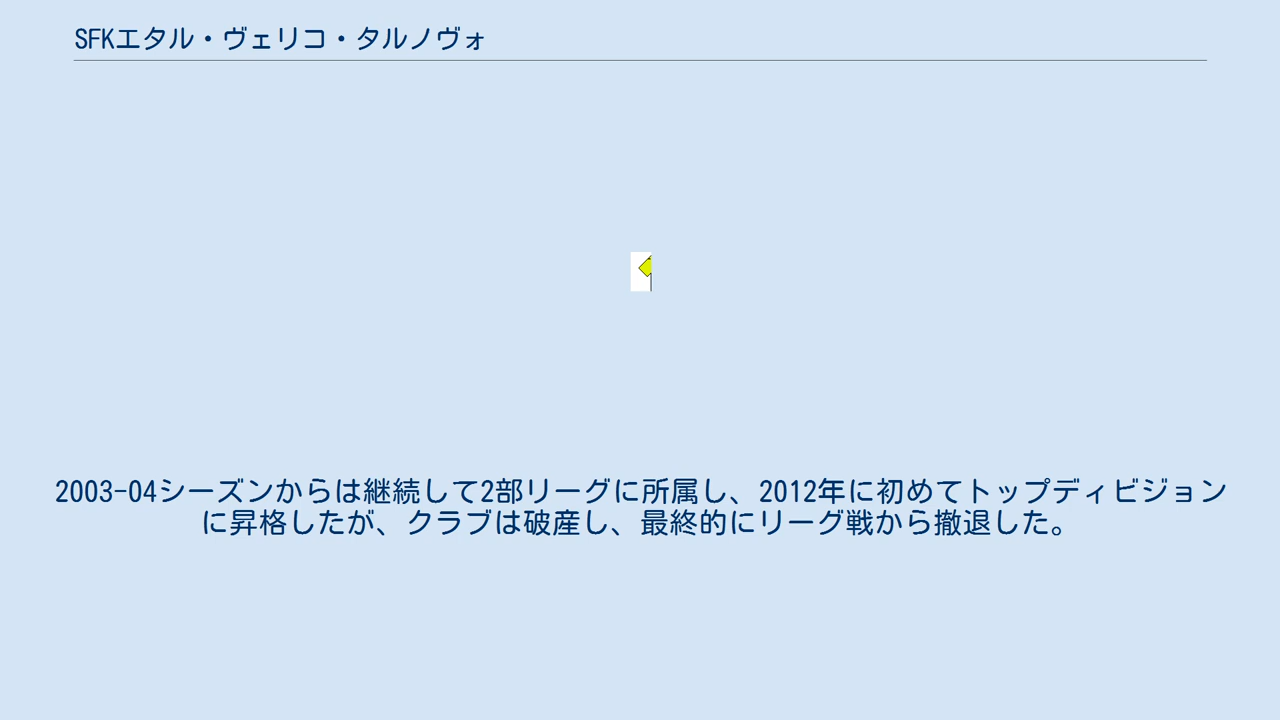 SFKエタル・ヴェリコ・タルノヴォ
2003-04シーズンからは継続して2部リーグに所属し、2012年に初めてトップディビジョン
に昇格したが、クラブは破産し、最終的にリーグ戦から撤退した。